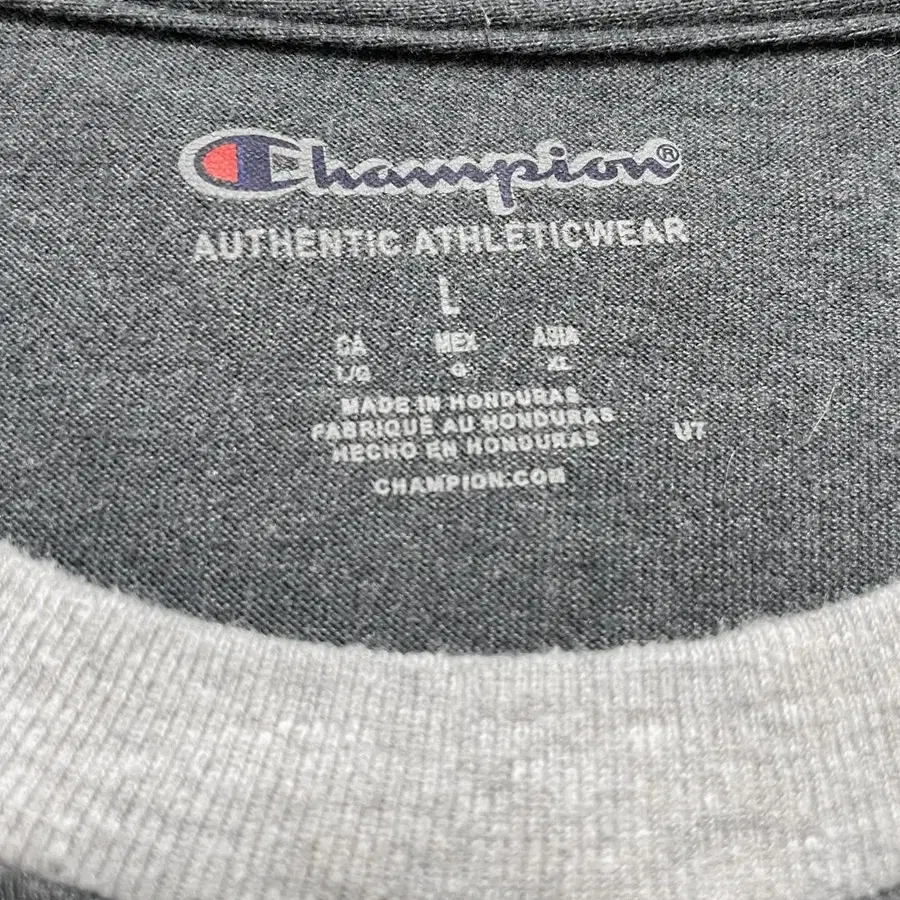 Champion®
AUTHENTIC ATHLETICWEAR
L
CA MEX ASIA
L/G G XL
MADE IN HONDURAS
FABRIQUE AU HONDURAS
HECHO EN HONDURAS
U7
CHAMPION.COM